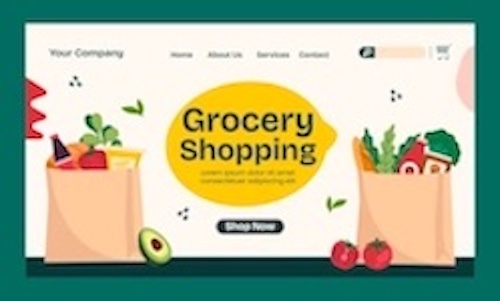 Your Company
Home About Us Services Contact
Grocery
Shopping
Lorem ipsum dolor sit amet
consectetuer adipiscing elit
Shop Now